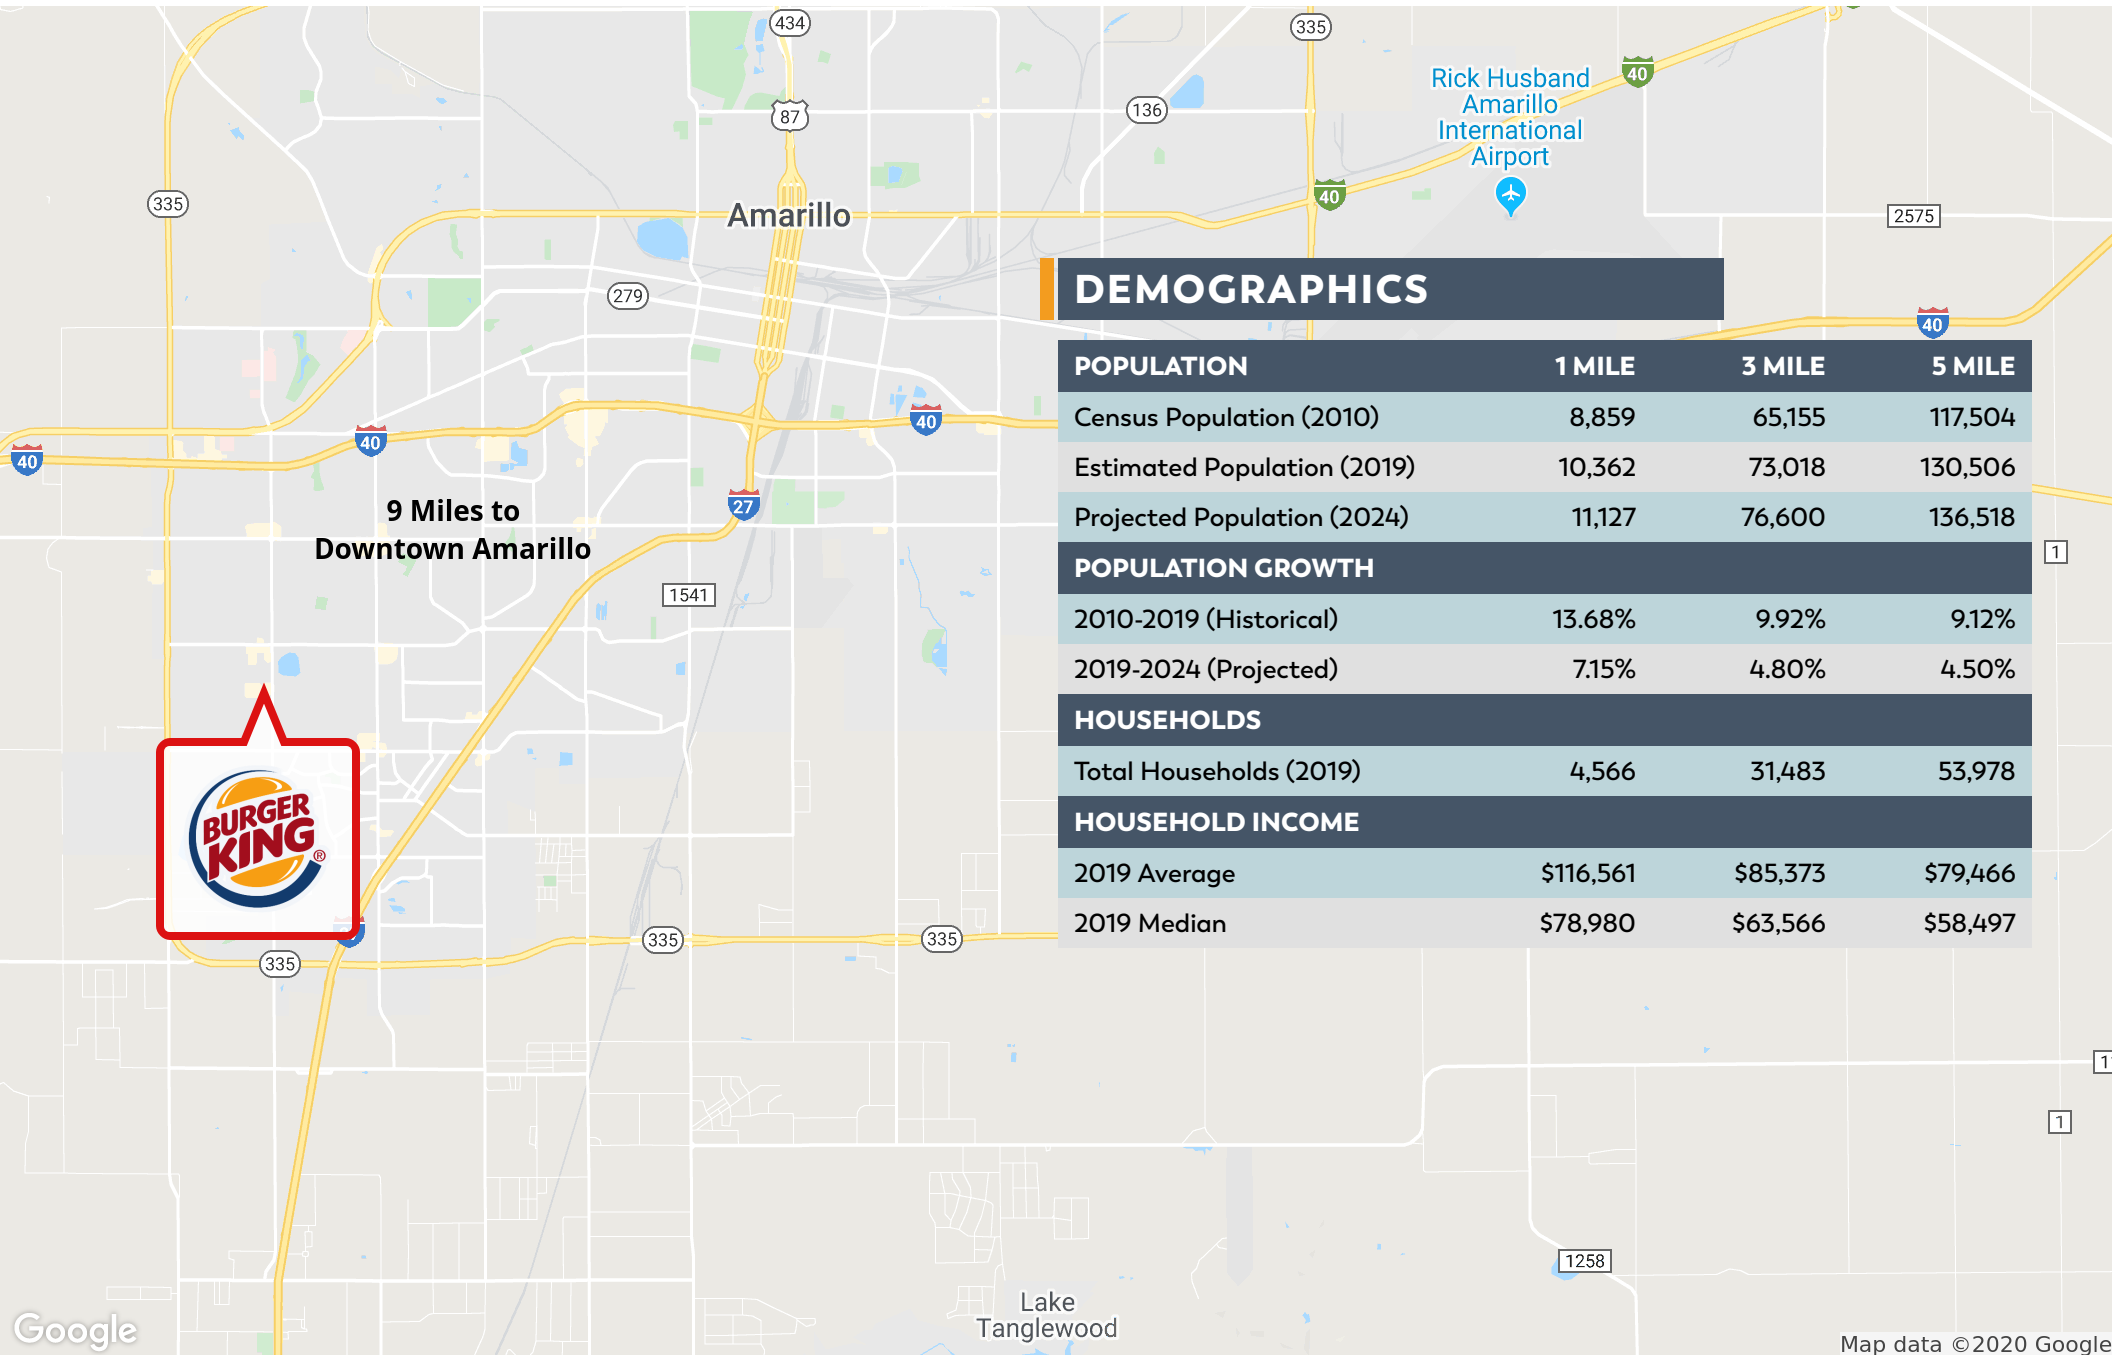 434
335
40
Rick Husband
Amarillo
International
Airport
87
136
335
40
Amarillo
2575
279
DEMOGRAPHICS
40
POPULATION 1 MILE 3 MILE 5 MILE
Census Population (2010) 8,859 65,155 117,504
Estimated Population (2019) 10,362 73,018 130,506
Projected Population (2024) 11,127 76,600 136,518
POPULATION GROWTH
2010-2019 (Historical) 13.68% 9.92% 9.12%
2019-2024 (Projected) 7.15% 4.80% 4.50%
HOUSEHOLDS
Total Households (2019) 4,566 31,483 53,978
HOUSEHOLD INCOME
2019 Average $116,561 $85,373 $79,466
2019 Median $78,980 $63,566 $58,497
40
40
40
27
9 Miles to
Downtown Amarillo
1
1541
BURGER
KING®
335
335
335
1
1258
Lake
Tanglewood
Google
Map data ©2020 Google